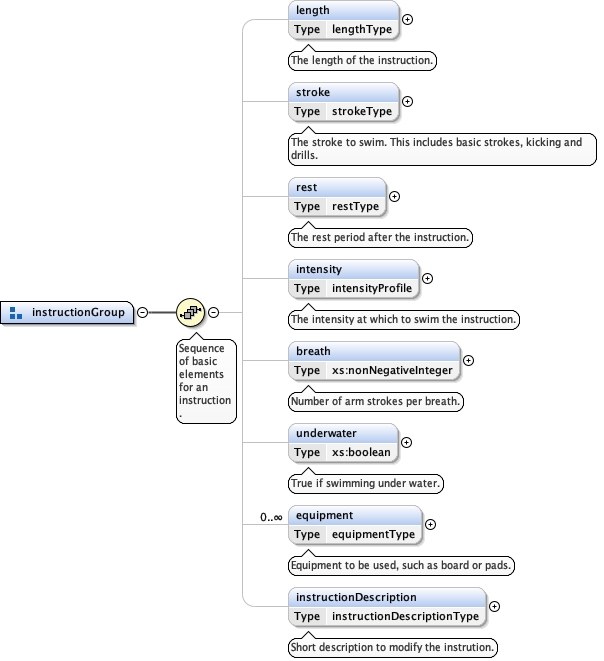 length
Type lengthType
The length of the instruction.
stroke
Type strokeType
The stroke to swim. This includes basic strokes, kicking and
drills.
rest
Type restType
The rest period after the instruction.
intensity
Type intensityProfile
The intensity at which to swim the instruction.
instructionGroup
Sequence
of basic
elements
for an
instruction
.
breath
Type xs:nonNegativeInteger
Number of arm strokes per breath.
underwater
Type xs:boolean
True if swimming under water.
0..∞
equipment
Type equipmentType
Equipment to be used, such as board or pads.
instructionDescription
Type instructionDescriptionType
Short description to modify the instrution.